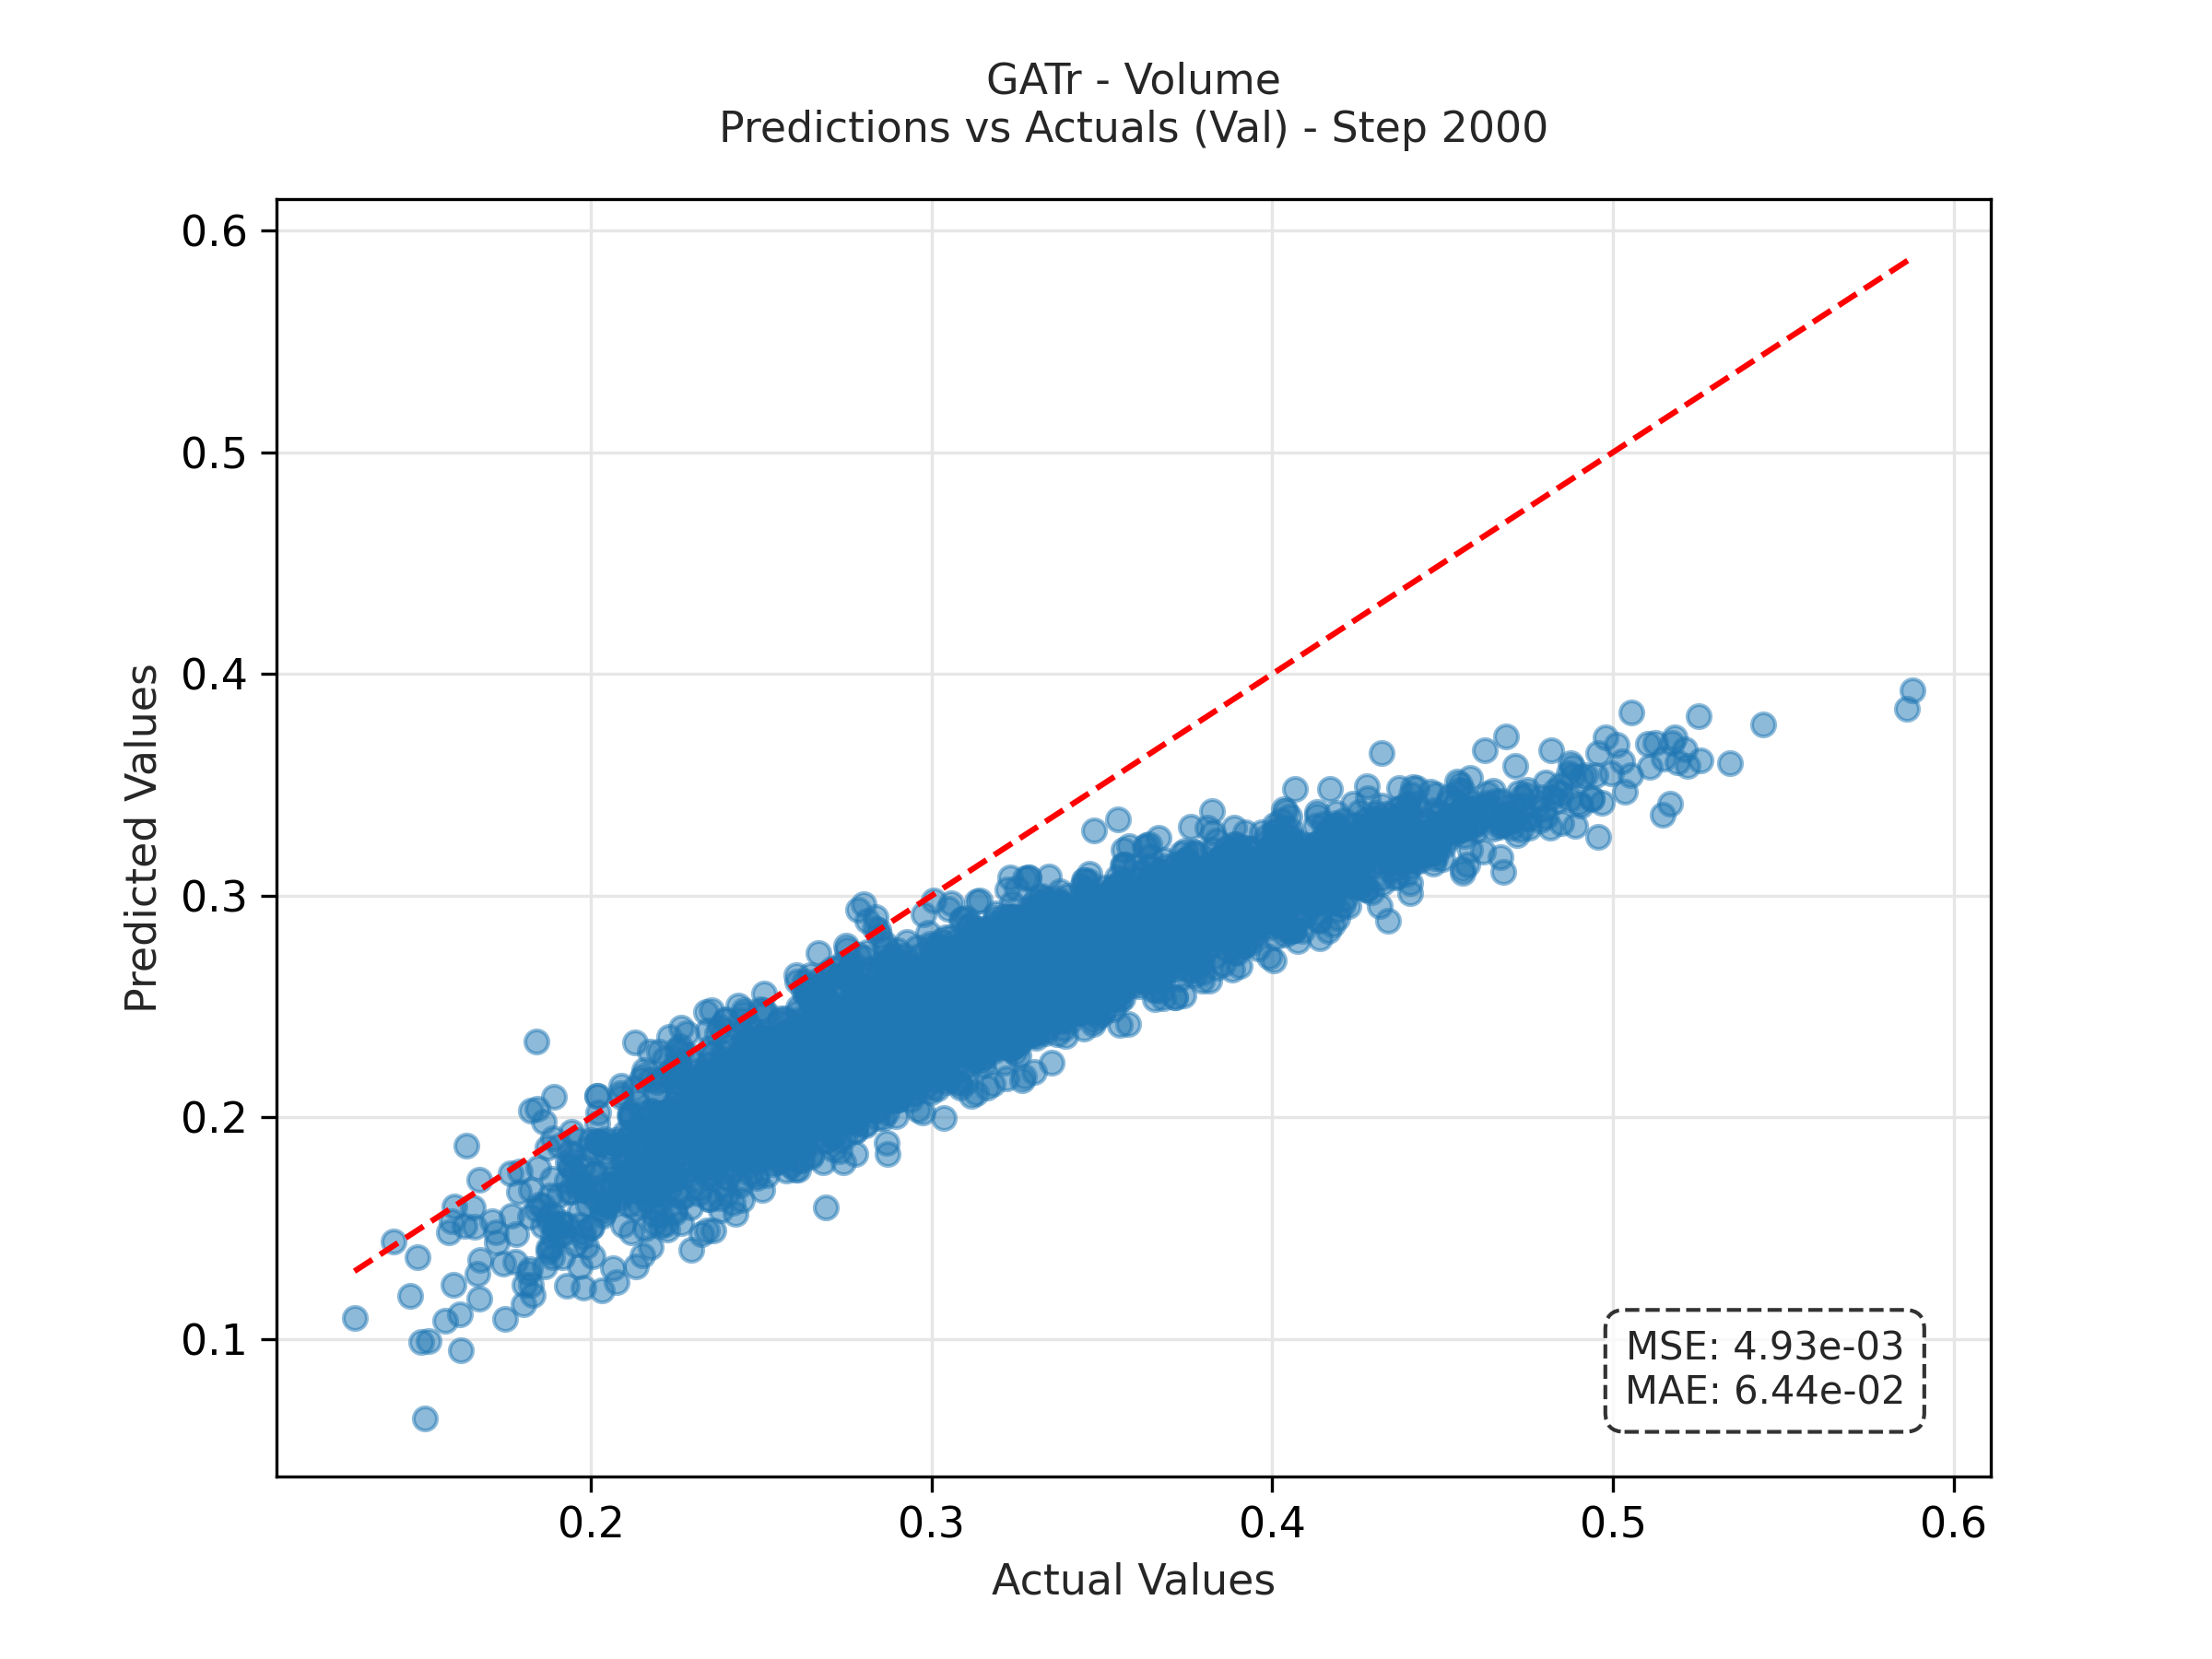 GATr - Volume
Predictions vs Actuals (Val) - Step 2000
0.6
0.5
0.4
0.3
0.2
0.1
Predicted Values
MSE: 4.93e-03
MAE: 6.44e-02
0.2
0.3
0.4
0.5
0.6
Actual Values